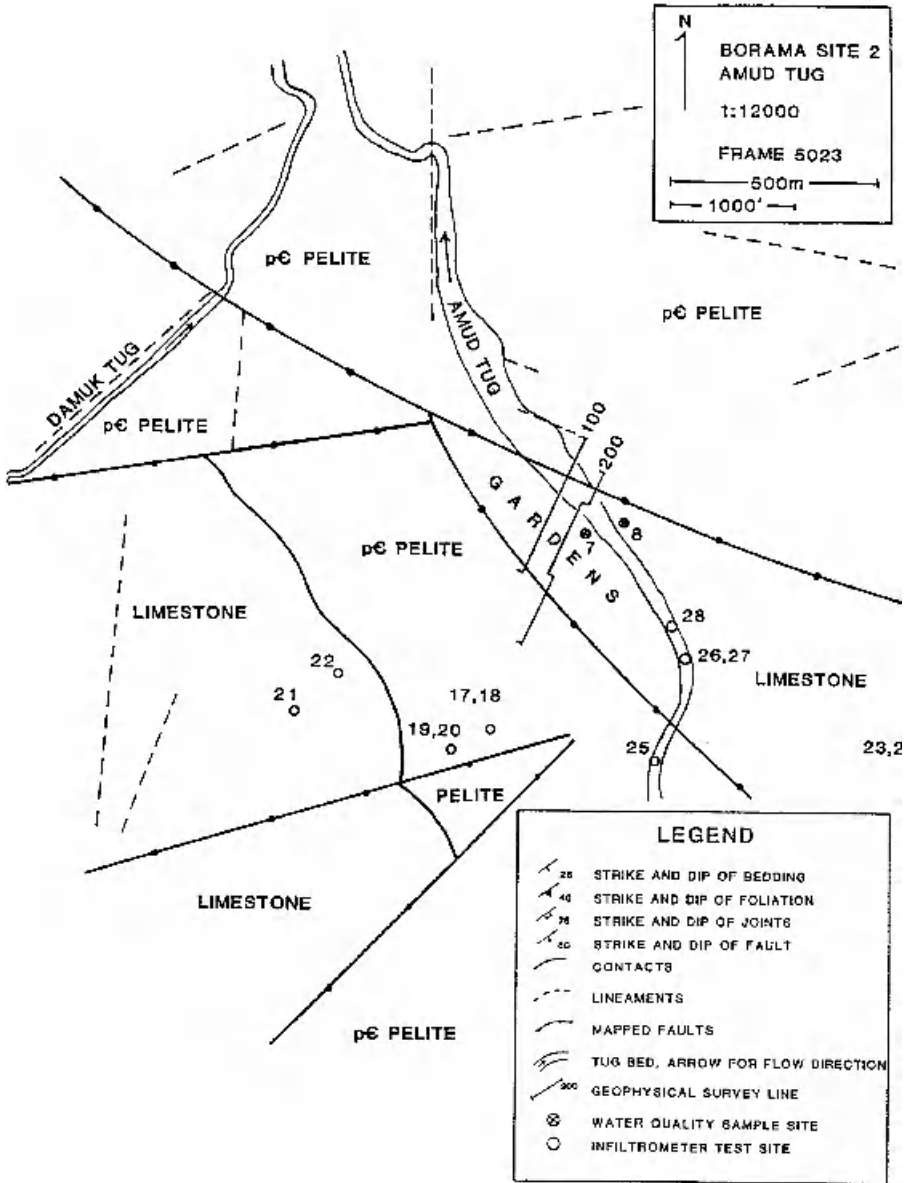 N
BORAMA SITE 2
AMUD TUG
1:12000
FRAME 5023
500m
1000'
p€ PELITE
p€ PELITE
AMUD TUG
DAMUK TUG
p€ PELITE
100
200
GARDENS
8
7
p€ PELITE
LIMESTONE
28
22
26,27
LIMESTONE
21
17,18
19,20
25
23,2
PELITE
LIMESTONE
p€ PELITE
LEGEND
STRIKE AND DIP OF BEDDING
40 STRIKE AND DIP OF FOLIATION
STRIKE AND DIP OF JOINTS
STRIKE AND DIP OF FAULT
CONTACTS
LINEAMENTS
MAPPED FAULTS
TUG BED, ARROW FOR FLOW DIRECTION
GEOPHYSICAL SURVEY LINE
WATER QUALITY SAMPLE SITE
INFILTROMETER TEST SITE